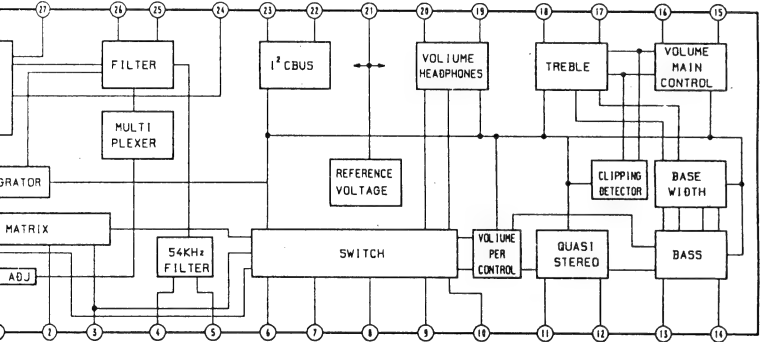 27 26 25 24 23 22 21 20 19 18 17 16 15
FILTER
I²CBUS
VOLIUME
HEADPHONES
TREBLE
VOLUME
MAIN
CONTROL
MULTI
PLEXER
REFERENCE
VOLTAGE
CLIPPING
DETECTOR
BASE
WIDTH
GRATOR
MATRIX
54KHz
FILTER
SWITCH
VOLIUME
PER
CONTROL
QUASI
STEREO
BASS
ADJ
2 3 4 5 6 7 8 9 10 11 12 13 14